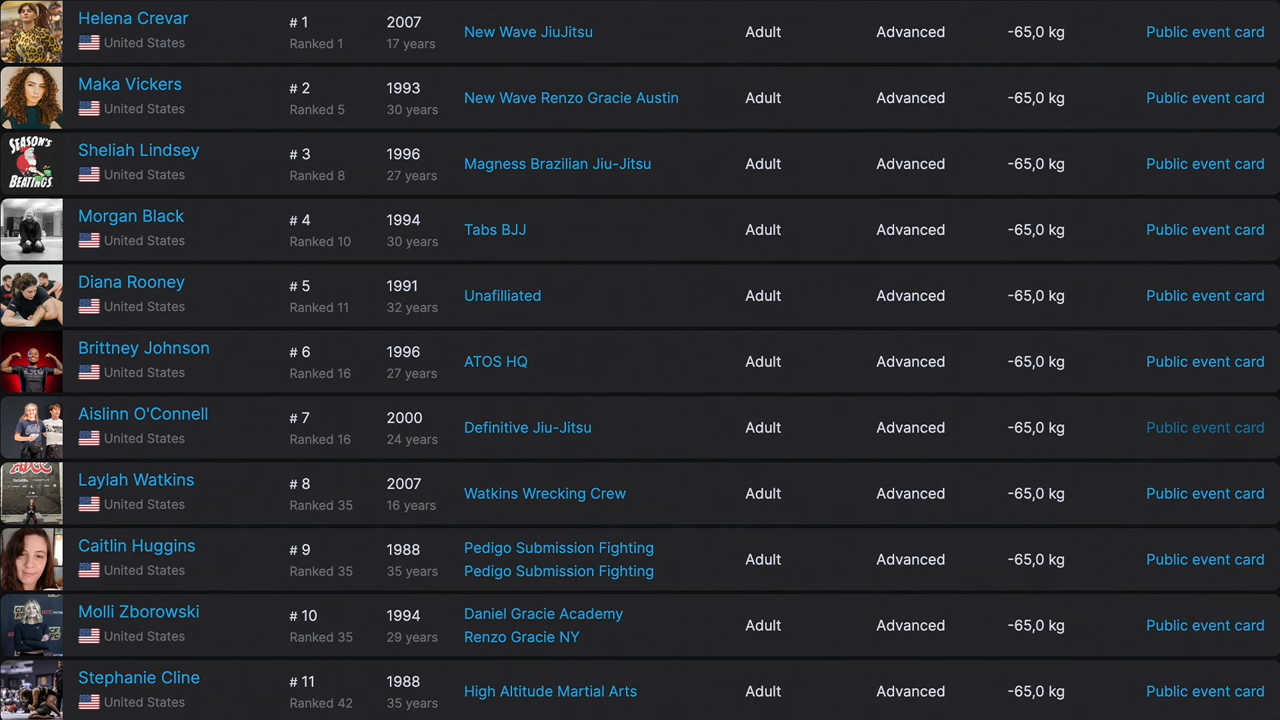 Helena Crevar # 1 2007 New Wave JiuJitsu Adult Advanced -65,0 kg Public event card
United States Ranked 1 17 years
Maka Vickers # 2 1993 New Wave Renzo Gracie Austin Adult Advanced -65,0 kg Public event card
United States Ranked 5 30 years
SEASON'S
BEATINGS
Sheliah Lindsey # 3 1996 Magness Brazilian Jiu-Jitsu Adult Advanced -65,0 kg Public event card
United States Ranked 8 27 years
Morgan Black # 4 1994 Tabs BJJ Adult Advanced -65,0 kg Public event card
United States Ranked 10 30 years
Diana Rooney # 5 1991 Unafilliated Adult Advanced -65,0 kg Public event card
United States Ranked 11 32 years
Brittney Johnson # 6 1996 ATOS HQ Adult Advanced -65,0 kg Public event card
United States Ranked 16 27 years
Aislinn O'Connell # 7 2000 Definitive Jiu-Jitsu Adult Advanced -65,0 kg Public event card
United States Ranked 16 24 years
ADCC
Laylah Watkins # 8 2007 Watkins Wrecking Crew Adult Advanced -65,0 kg Public event card
United States Ranked 35 16 years
Caitlin Huggins # 9 1988 Pedigo Submission Fighting Adult Advanced -65,0 kg Public event card
United States Ranked 35 35 years Pedigo Submission Fighting
Molli Zborowski # 10 1994 Daniel Gracie Academy Adult Advanced -65,0 kg Public event card
United States Ranked 35 29 years Renzo Gracie NY
Stephanie Cline # 11 1988 High Altitude Martial Arts Adult Advanced -65,0 kg Public event card
United States Ranked 42 35 years